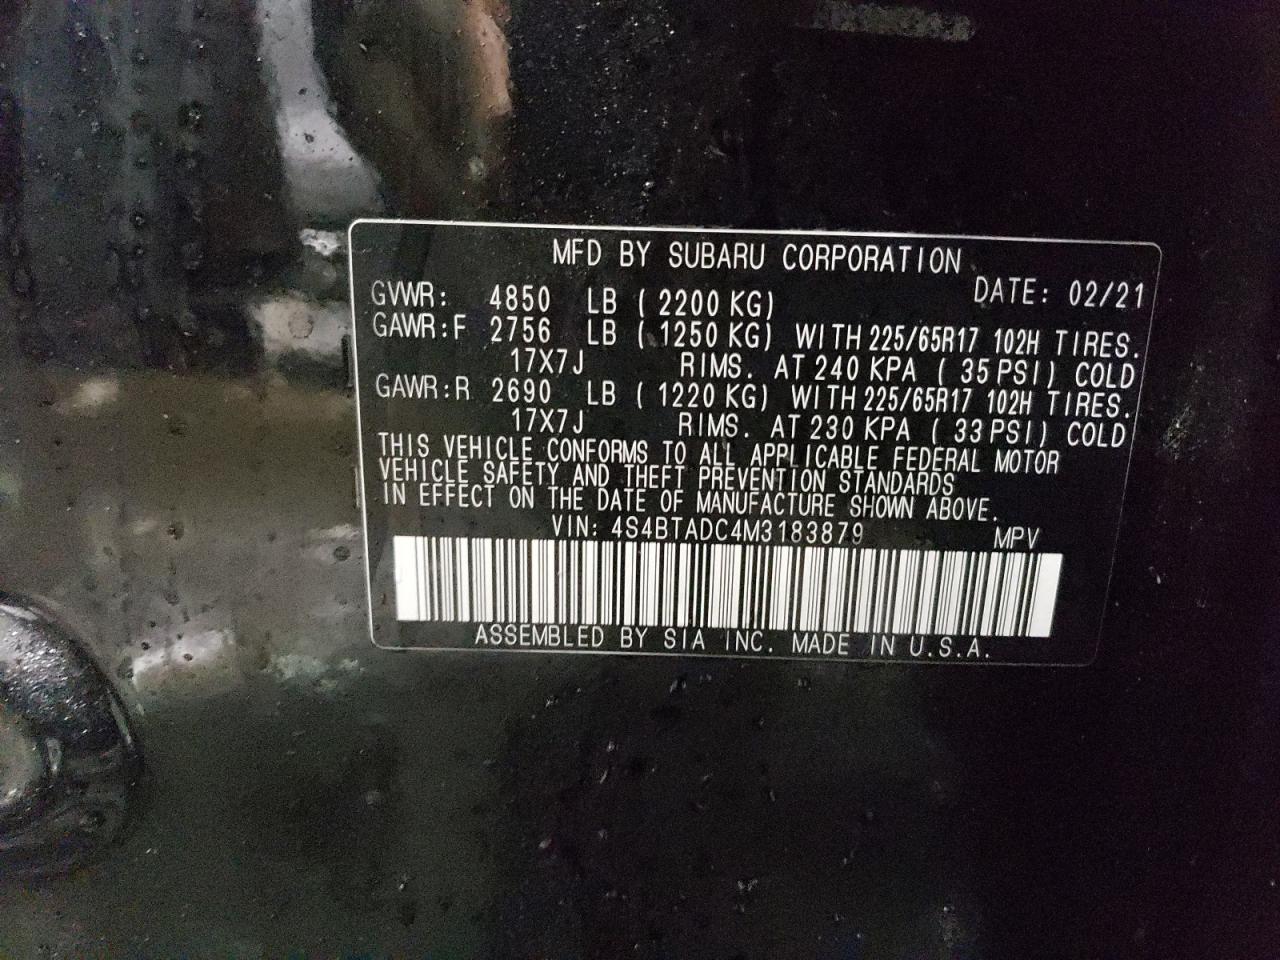 MFD BY SUBARU CORPORATION
DATE: 02/21
GVWR: 4850 LB ( 2200 KG)
GAWR:F 2756 LB ( 1250 KG) WITH 225/65R17 102H TIRES.
17X7J RIMS. AT 240 KPA ( 35 PSI) COLD
GAWR:R 2690 LB ( 1220 KG) WITH 225/65R17 102H TIRES.
17X7J RIMS. AT 230 KPA ( 33 PSI) COLD
THIS VEHICLE CONFORMS TO ALL APPLICABLE FEDERAL MOTOR
VEHICLE SAFETY AND THEFT PREVENTION STANDARDS
IN EFFECT ON THE DATE OF MANUFACTURE SHOWN ABOVE.
VIN: 4S4BTADC4M3183879 MPV
ASSEMBLED BY SIA INC. MADE IN U.S.A.